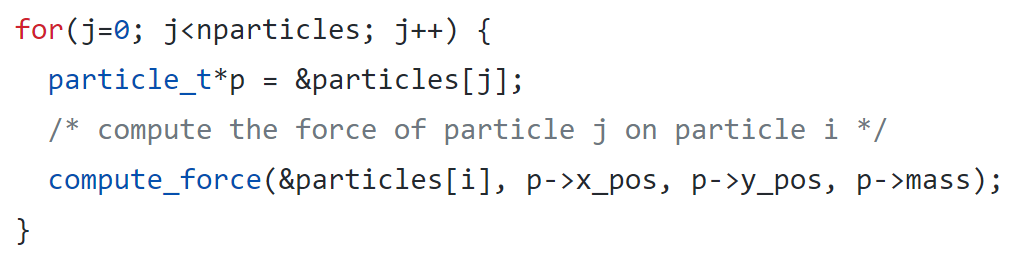 for(j=0; j<nparticles; j++) {
  particle_t*p = &particles[j];
  /* compute the force of particle j on particle i */
  compute_force(&particles[i], p->x_pos, p->y_pos, p->mass);
}